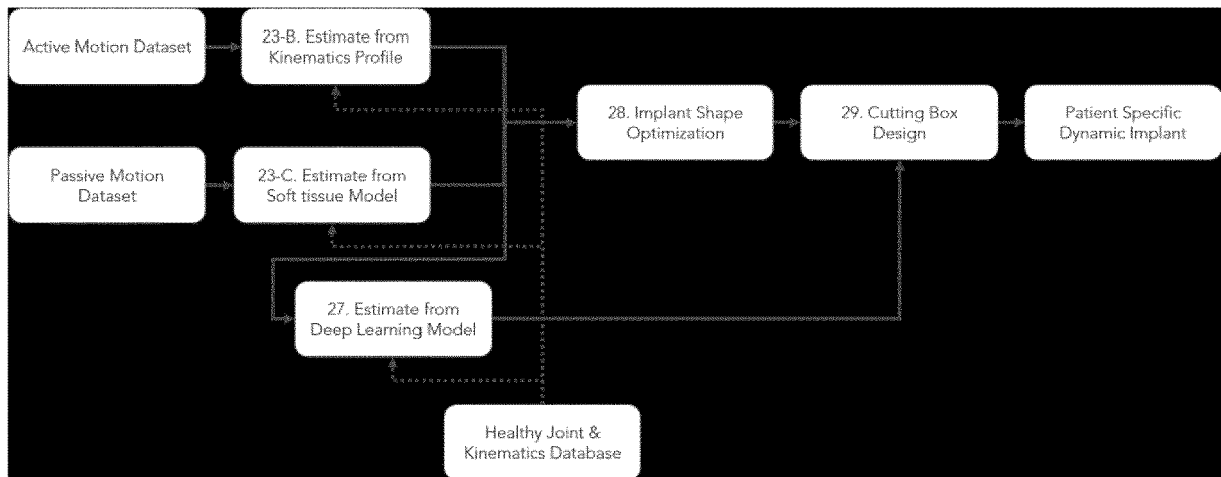 Active Motion Dataset
23-B. Estimate from
Kinematics Profile
28. Implant Shape
Optimization
29. Cutting Box
Design
Patient Specific
Dynamic Implant
Passive Motion
Dataset
23-C. Estimate from
Soft tissue Model
27. Estimate from
Deep Learning Model
Healthy Joint &
Kinematics Database